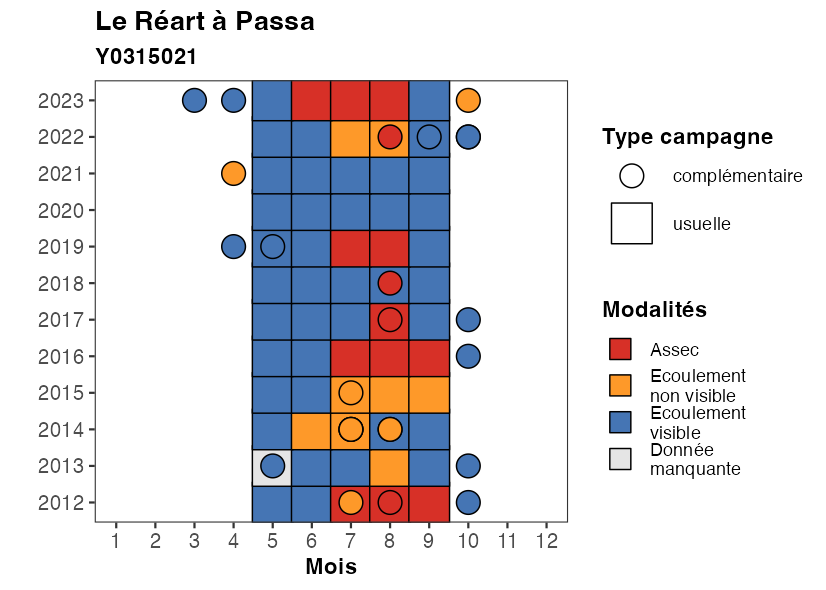 Le Réart à Passa
Y0315021
2023
2022
2021
2020
2019
2018
2017
2016
2015
2014
2013
2012
1 2 3 4 5 6 7 8 9 10 11 12
Mois
Type campagne
complémentaire
usuelle
Modalités
Assec
Ecoulement
non visible
Ecoulement
visible
Donnée
manquante